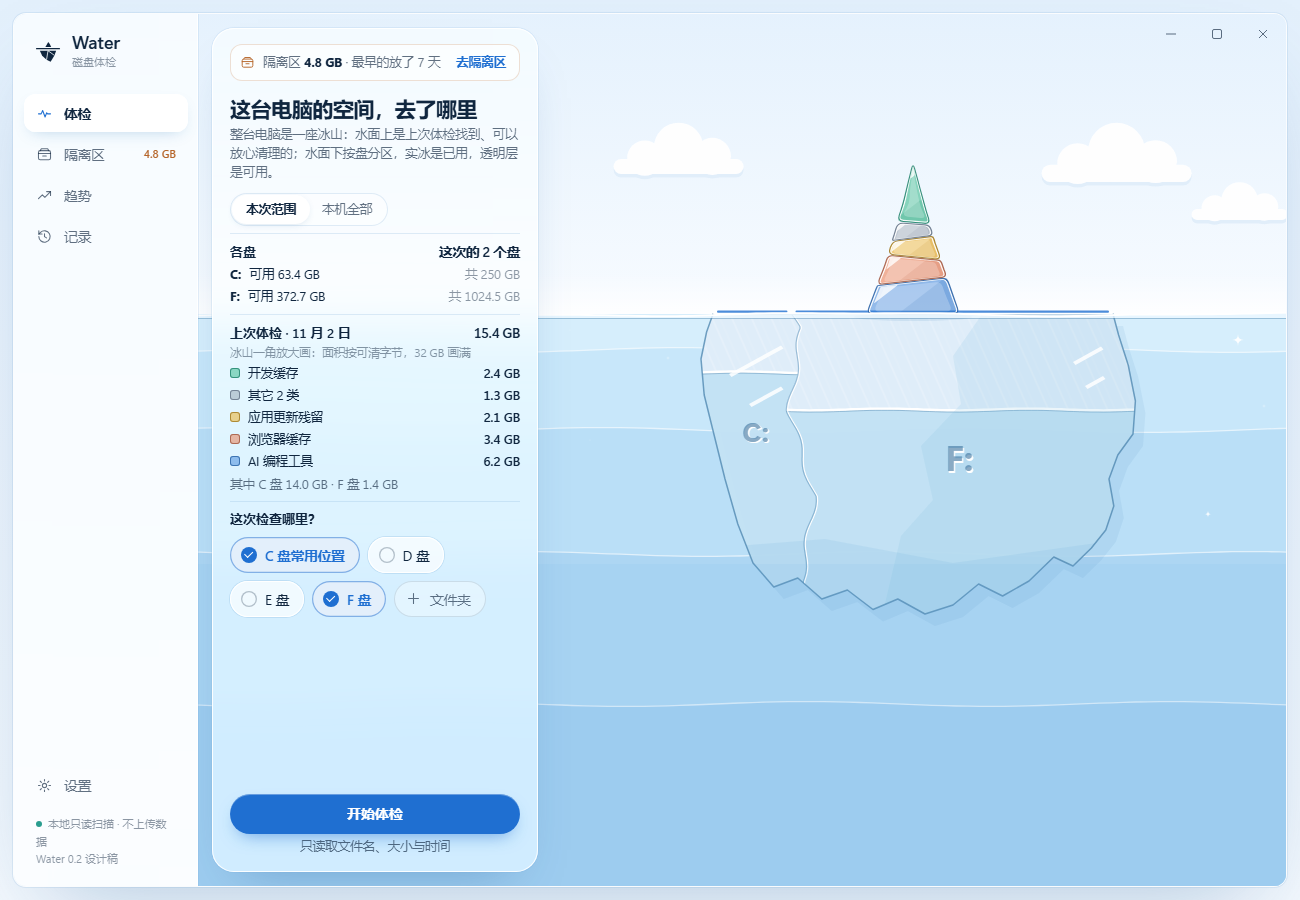 Water
磁盘体检
体检
隔离区 4.8 GB
趋势
记录
设置
本地只读扫描 · 不上传数
据
Water 0.2 设计稿
隔离区 4.8 GB · 最早的放了 7 天 去隔离区
这台电脑的空间，去了哪里
整台电脑是一座冰山：水面上是上次体检找到、可以
放心清理的；水面下按盘分区，实冰是已用，透明层
是可用。
本次范围 本机全部
各盘 这次的 2 个盘
C: 可用 63.4 GB 共 250 GB
F: 可用 372.7 GB 共 1024.5 GB
上次体检 · 11 月 2 日 15.4 GB
冰山一角放大画：面积按可清字节，32 GB 画满
开发缓存 2.4 GB
其它 2 类 1.3 GB
应用更新残留 2.1 GB
浏览器缓存 3.4 GB
AI 编程工具 6.2 GB
其中 C 盘 14.0 GB · F 盘 1.4 GB
这次检查哪里？
C 盘常用位置 D 盘
E 盘 F 盘 文件夹
开始体检
只读取文件名、大小与时间
C:
F: